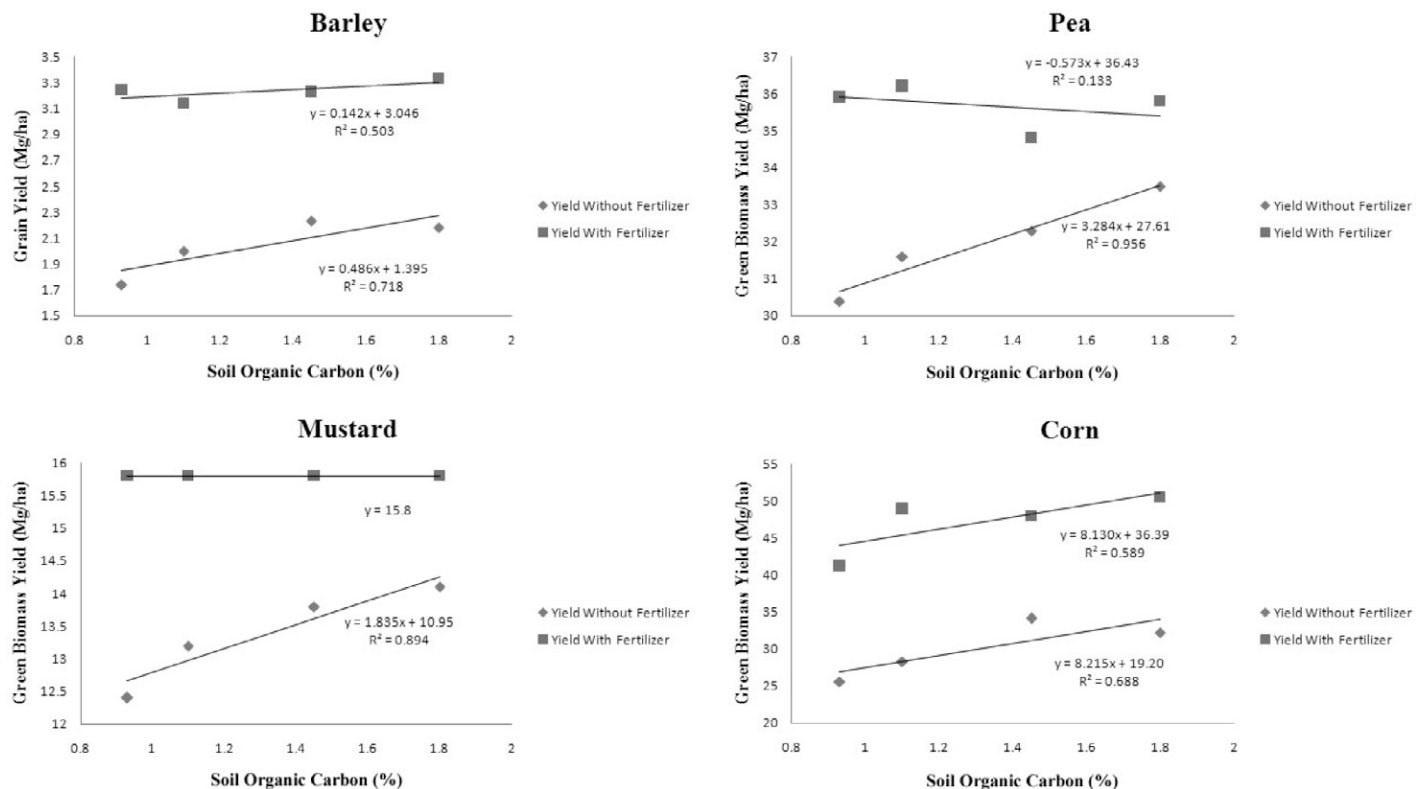 Barley
Grain Yield (Mg/ha)
3.5
3.3
3.1
2.9
2.7
2.5
2.3
2.1
1.9
1.7
1.5
y = 0.142x + 3.046
R² = 0.503
y = 0.486x + 1.395
R² = 0.718
0.8 1 1.2 1.4 1.6 1.8 2
Soil Organic Carbon (%)
Yield Without Fertilizer
Yield With Fertilizer
Pea
Green Biomass Yield (Mg/ha)
37
36
35
34
33
32
31
30
y = -0.573x + 36.43
R² = 0.133
y = 3.284x + 27.61
R² = 0.956
0.8 1 1.2 1.4 1.6 1.8 2
Soil Organic Carbon (%)
Yield Without Fertilizer
Yield With Fertilizer
Mustard
Green Biomass Yield (Mg/ha)
16
15.5
15
14.5
14
13.5
13
12.5
12
y = 15.8
y = 1.835x + 10.95
R² = 0.894
0.8 1 1.2 1.4 1.6 1.8 2
Soil Organic Carbon (%)
Yield Without Fertilizer
Yield With Fertilizer
Corn
Green Biomass Yield (Mg/ha)
55
50
45
40
35
30
25
20
y = 8.130x + 36.39
R² = 0.589
y = 8.215x + 19.20
R² = 0.688
0.8 1 1.2 1.4 1.6 1.8 2
Soil Organic Carbon (%)
Yield Without Fertilizer
Yield With Fertilizer